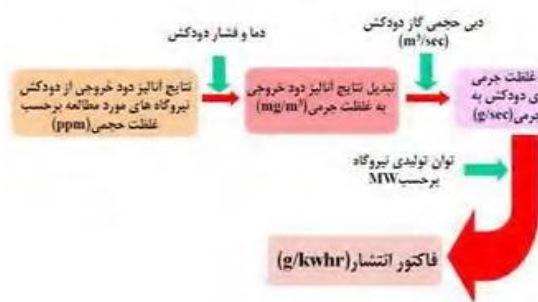 دما و فشار دودکش
دبی حجمی گاز دودکش
(m³/sec)
نتایج آنالیز دود خروجی از دودکش
نیروگاه های مورد مطالعه برحسب
غلظت حجمی(ppm)
تبدیل نتایج آنالیز دود خروجی
به غلظت جرمی(mg/m³)
غلظت جرمی
ی دودکش به
جرمی(g/sec)
توان تولیدی نیروگاه
برحسبMW
فاکتور انتشار(g/kwhr)